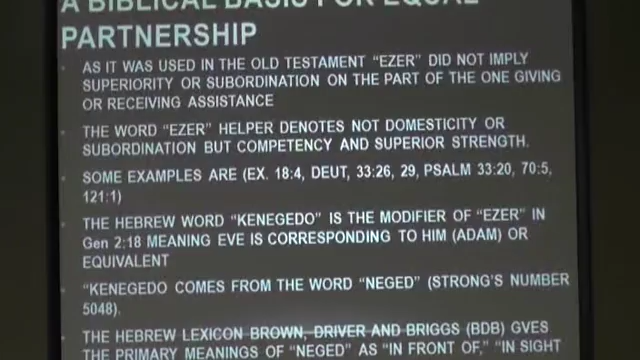 A BIBLICAL BASIS FOR EQUAL
PARTNERSHIP
AS IT WAS USED IN THE OLD TESTAMENT "EZER" DID NOT IMPLY
SUPERIORITY OR SUBORDINATION ON THE PART OF THE ONE GIVING
OR RECEIVING ASSISTANCE
THE WORD "EZER" HELPER DENOTES NOT DOMESTICITY OR
SUBORDINATION BUT COMPETENCY AND SUPERIOR STRENGTH.
SOME EXAMPLES ARE (EX. 18:4, DEUT, 33:26, 29, PSALM 33:20, 70:5,
121:1)
THE HEBREW WORD "KENEGEDO" IS THE MODIFIER OF "EZER" IN
Gen 2:18 MEANING EVE IS CORRESPONDING TO HIM (ADAM) OR
EQUIVALENT
"KENEGEDO COMES FROM THE WORD "NEGED" (STRONG'S NUMBER
5048).
THE HEBREW LEXICON BROWN, DRIVER AND BRIGGS (BDB) GVES
THE PRIMARY MEANINGS OF "NEGED" AS "IN FRONT OF," "IN SIGHT